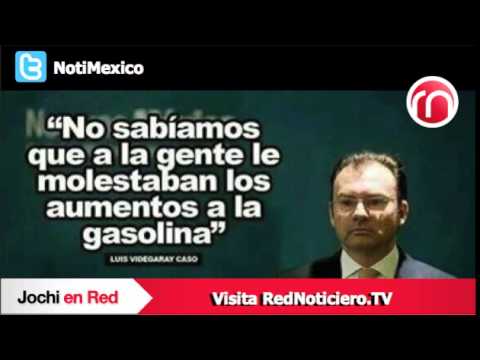 NotiMexico
“No sabíamos
que a la gente le
molestaban los
aumentos a la
gasolina”
LUIS VIDEGARAY CASO
Jochi en Red
Visita RedNoticiero.TV